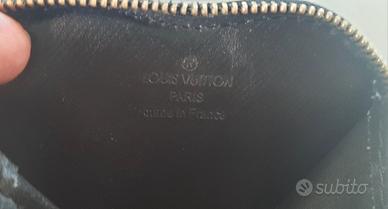 LOUIS VUITTON
PARIS
made in France
subito